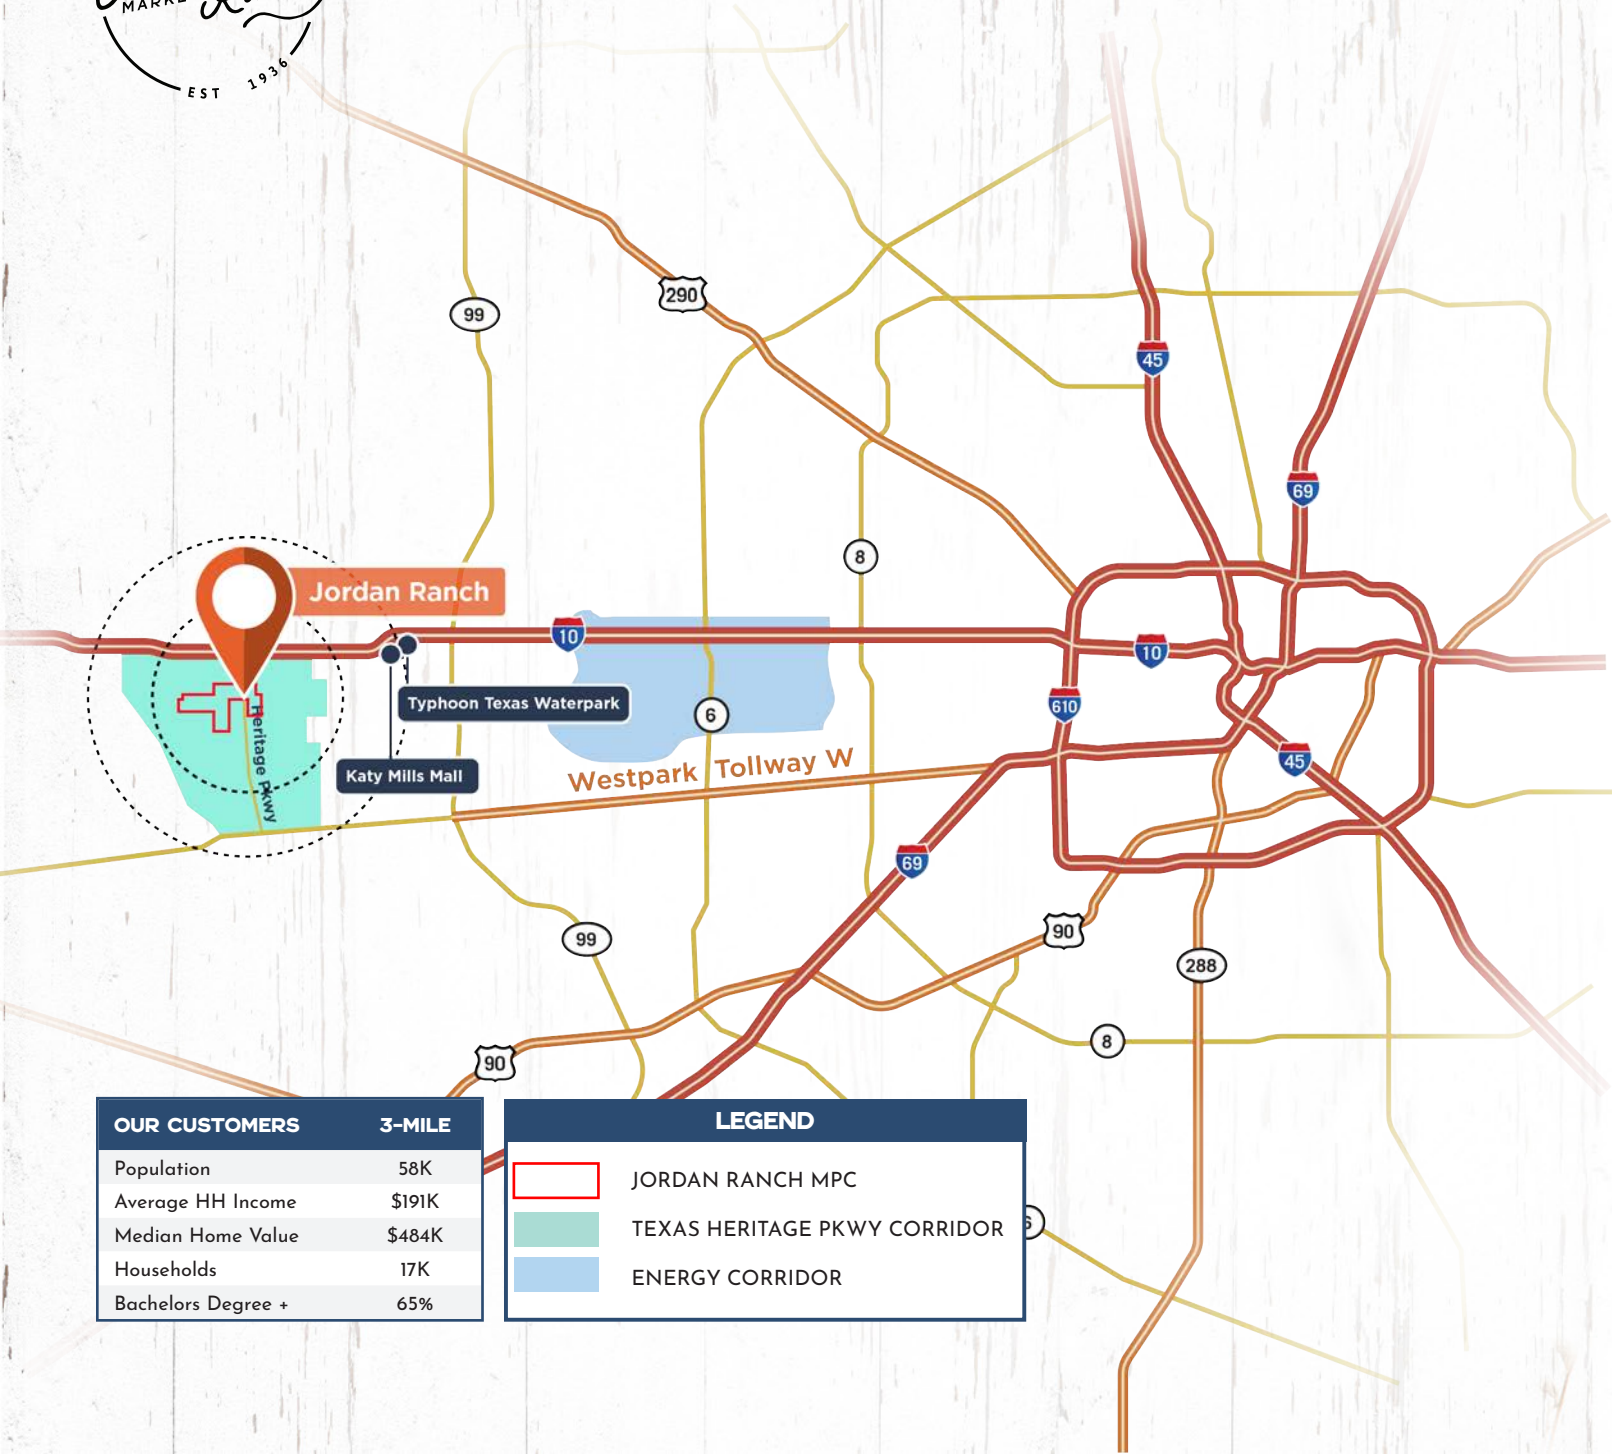 EST 1936
290
99
45
69
8
Jordan Ranch
10
10
Typhoon Texas Waterpark
610
6
Heritage Pkwy
Katy Mills Mall
Westpark Tollway W
45
69
90
99
288
8
90
OUR CUSTOMERS 3-MILE
Population 58K
Average HH Income $191K
Median Home Value $484K
Households 17K
Bachelors Degree + 65%
LEGEND
JORDAN RANCH MPC
TEXAS HERITAGE PKWY CORRIDOR
ENERGY CORRIDOR
6